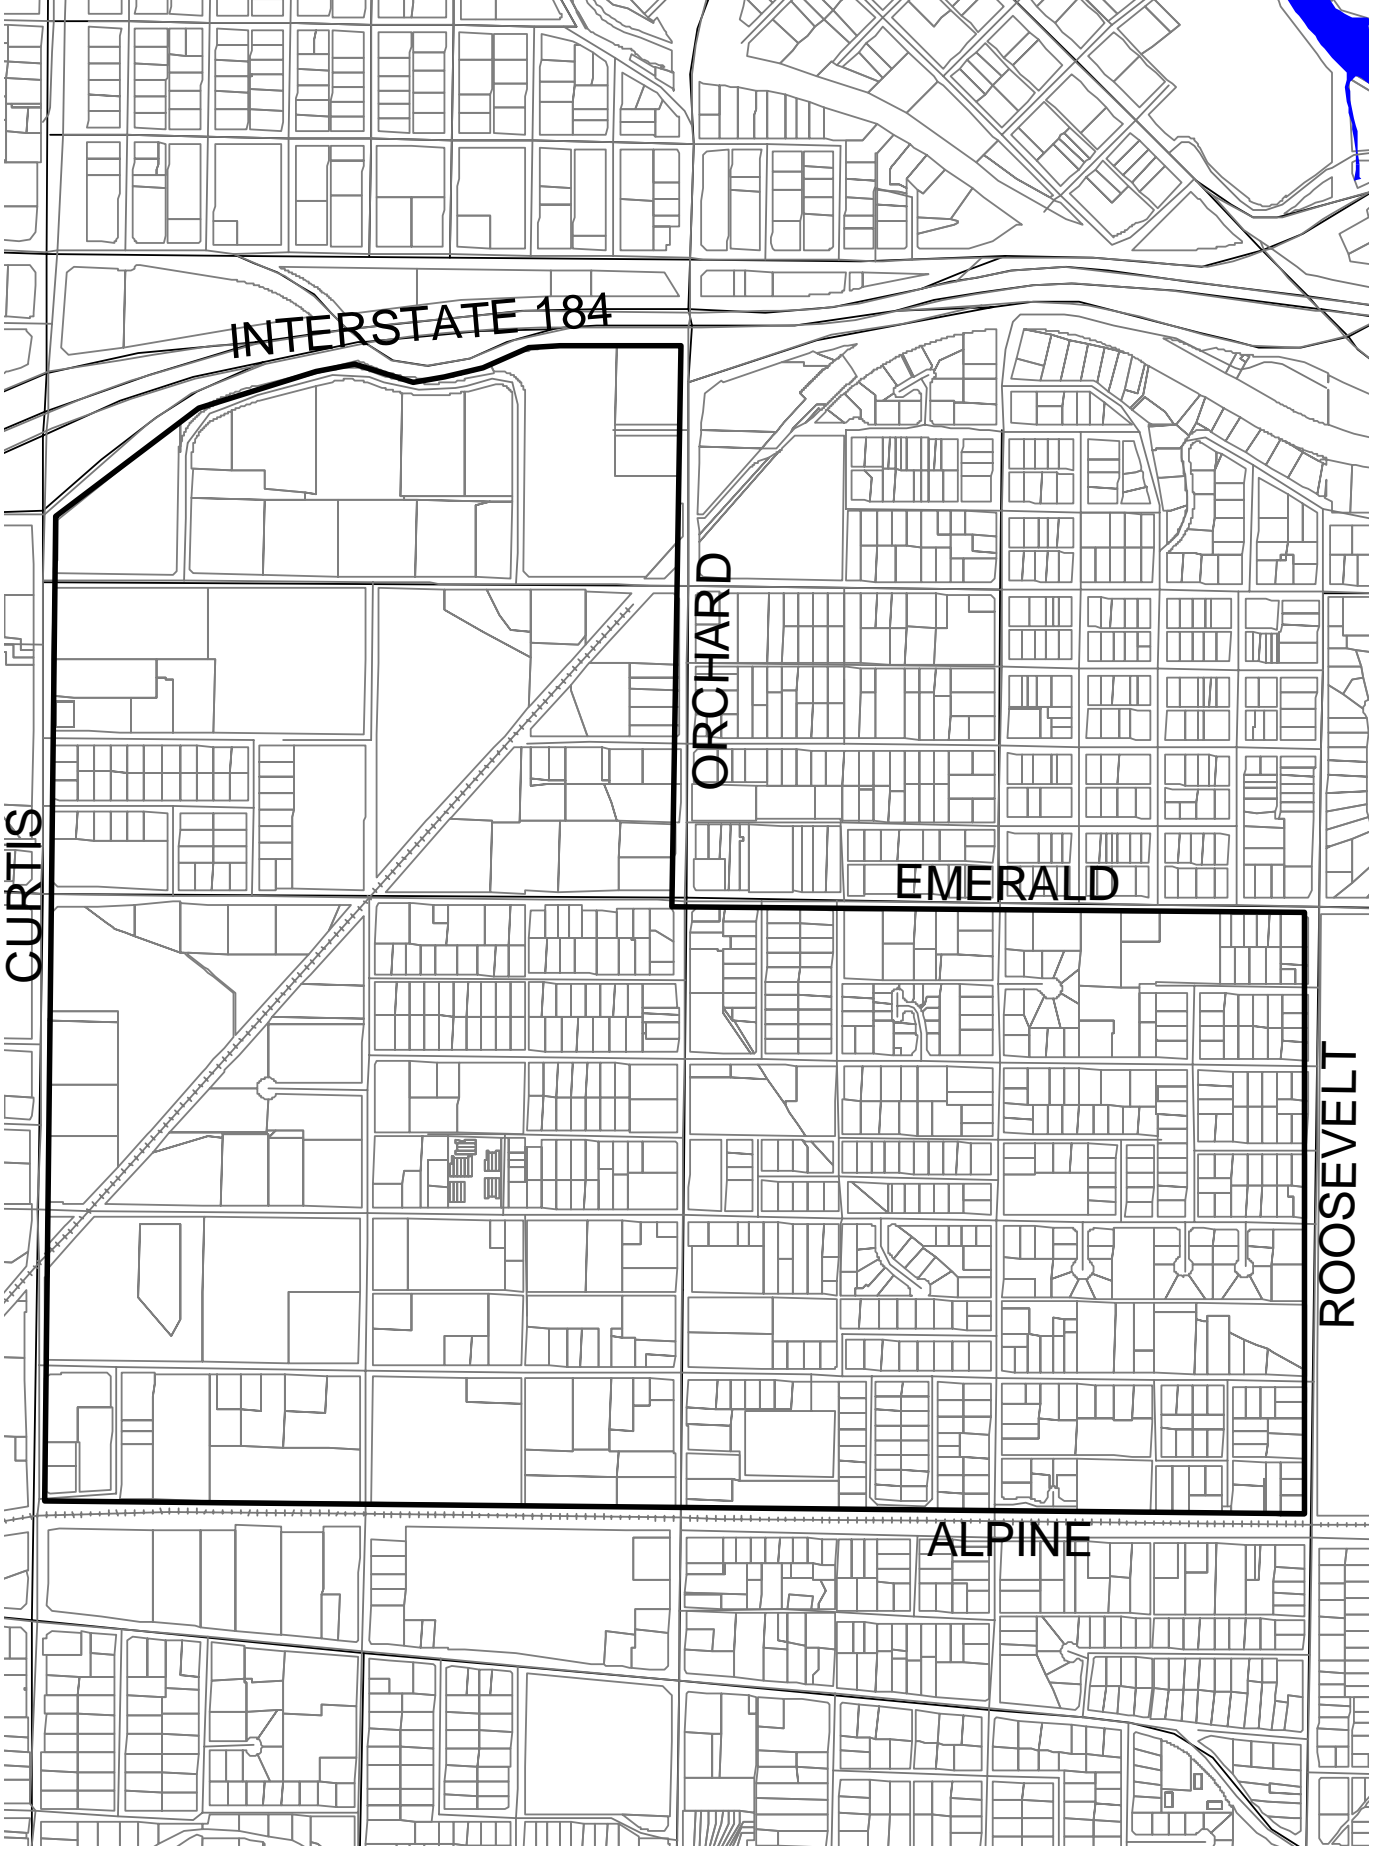 INTERSTATE 184
ORCHARD
CURTIS
EMERALD
ROOSEVELT
ALPINE